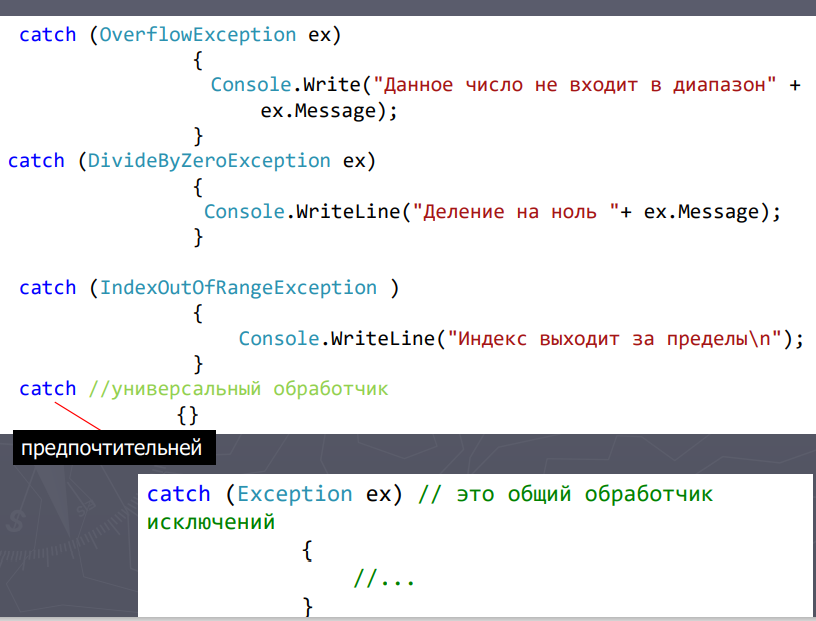 catch (OverflowException ex)
{
Console.Write("Данное число не входит в диапазон" +
ex.Message);
}
catch (DivideByZeroException ex)
{
Console.WriteLine("Деление на ноль "+ ex.Message);
}
catch (IndexOutOfRangeException )
{
Console.WriteLine("Индекс выходит за пределы\n");
}
catch //универсальный обработчик
{}
предпочтительней
catch (Exception ex) // это общий обработчик
исключений
{
//...
}